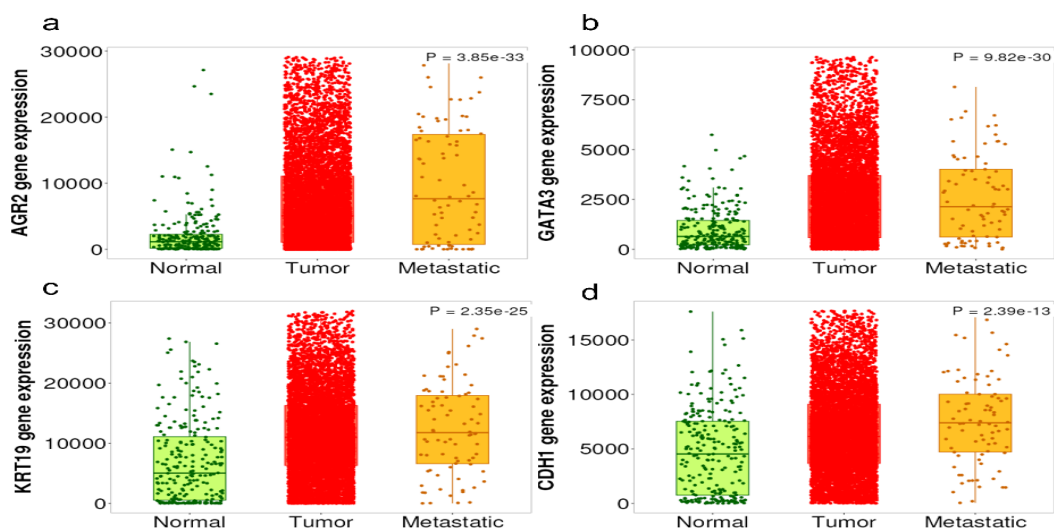 a
P = 3.85e-33
AGR2 gene expression
30000
20000
10000
0
Normal Tumor Metastatic
b
P = 9.82e-30
GATA3 gene expression
10000
7500
5000
2500
0
Normal Tumor Metastatic
c
P = 2.35e-25
KRT19 gene expression
30000
20000
10000
0
Normal Tumor Metastatic
d
P = 2.39e-13
CDH1 gene expression
15000
10000
5000
0
Normal Tumor Metastatic